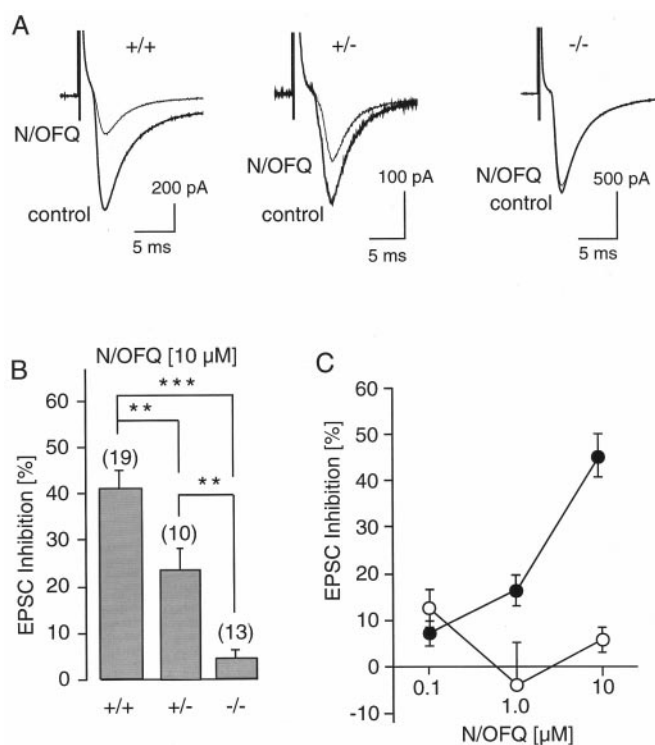 A
+/+
+/-
-/-
N/OFQ
control
200 pA
5 ms
N/OFQ
control
100 pA
5 ms
N/OFQ
control
500 pA
5 ms
B
N/OFQ [10 µM]
EPSC Inhibition [%]
60
50
40
30
20
10
0
***
**
**
(19)
(10)
(13)
+/+
+/-
-/-
C
EPSC Inhibition [%]
60
50
40
30
20
10
0
-10
0.1
1.0
10
N/OFQ [µM]